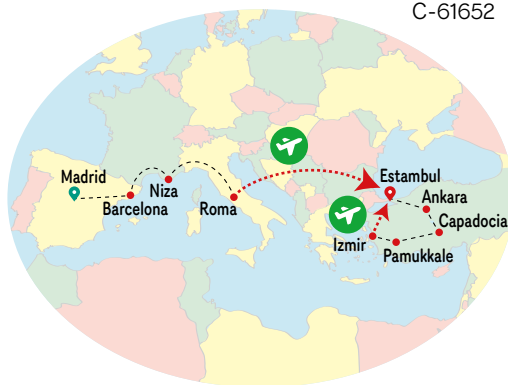 C-61652
Madrid
Barcelona
Niza
Roma
Estambul
Ankara
Capadocia
Izmir
Pamukkale